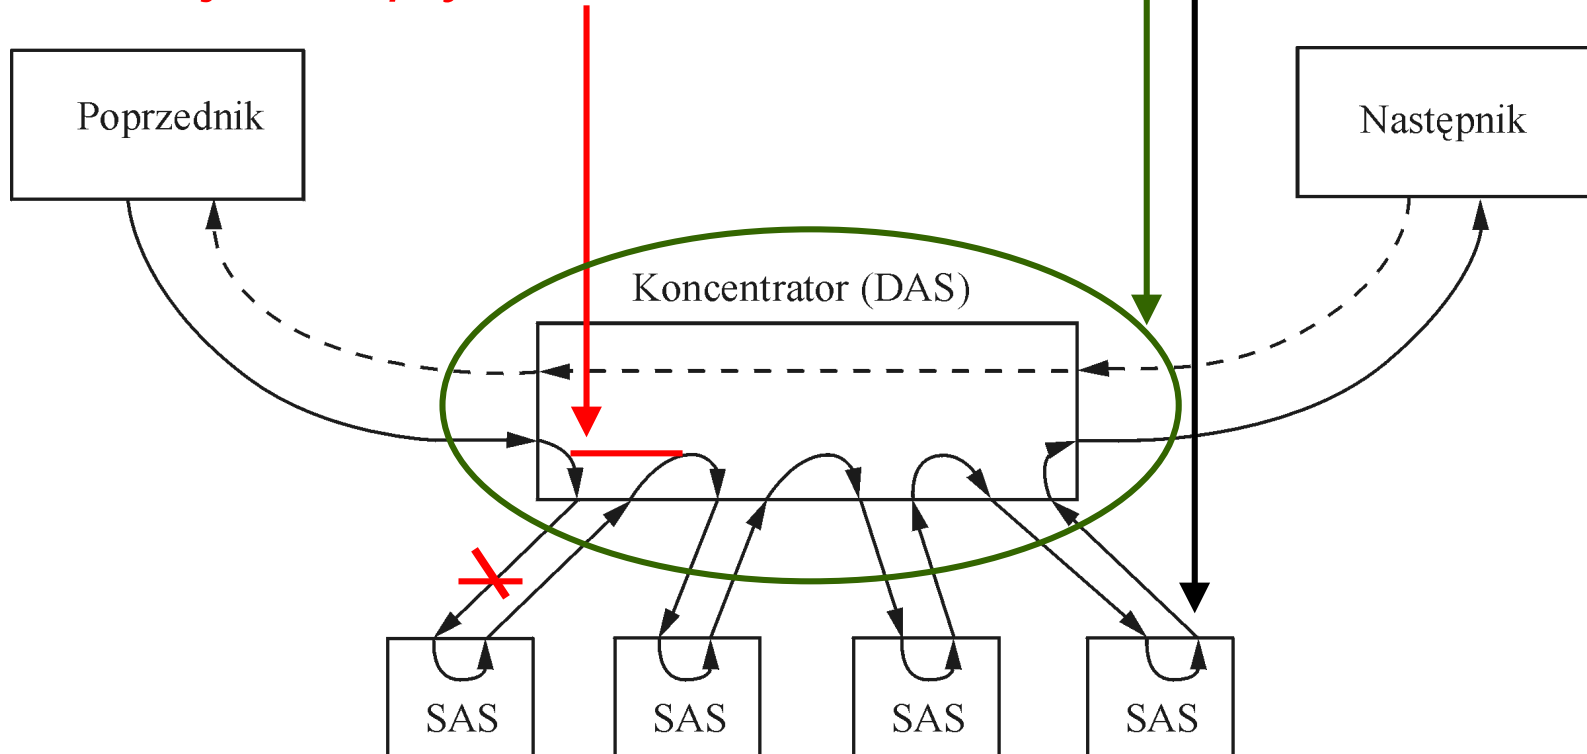 Poprzednik
Następnik
Koncentrator (DAS)
SAS
SAS
SAS
SAS